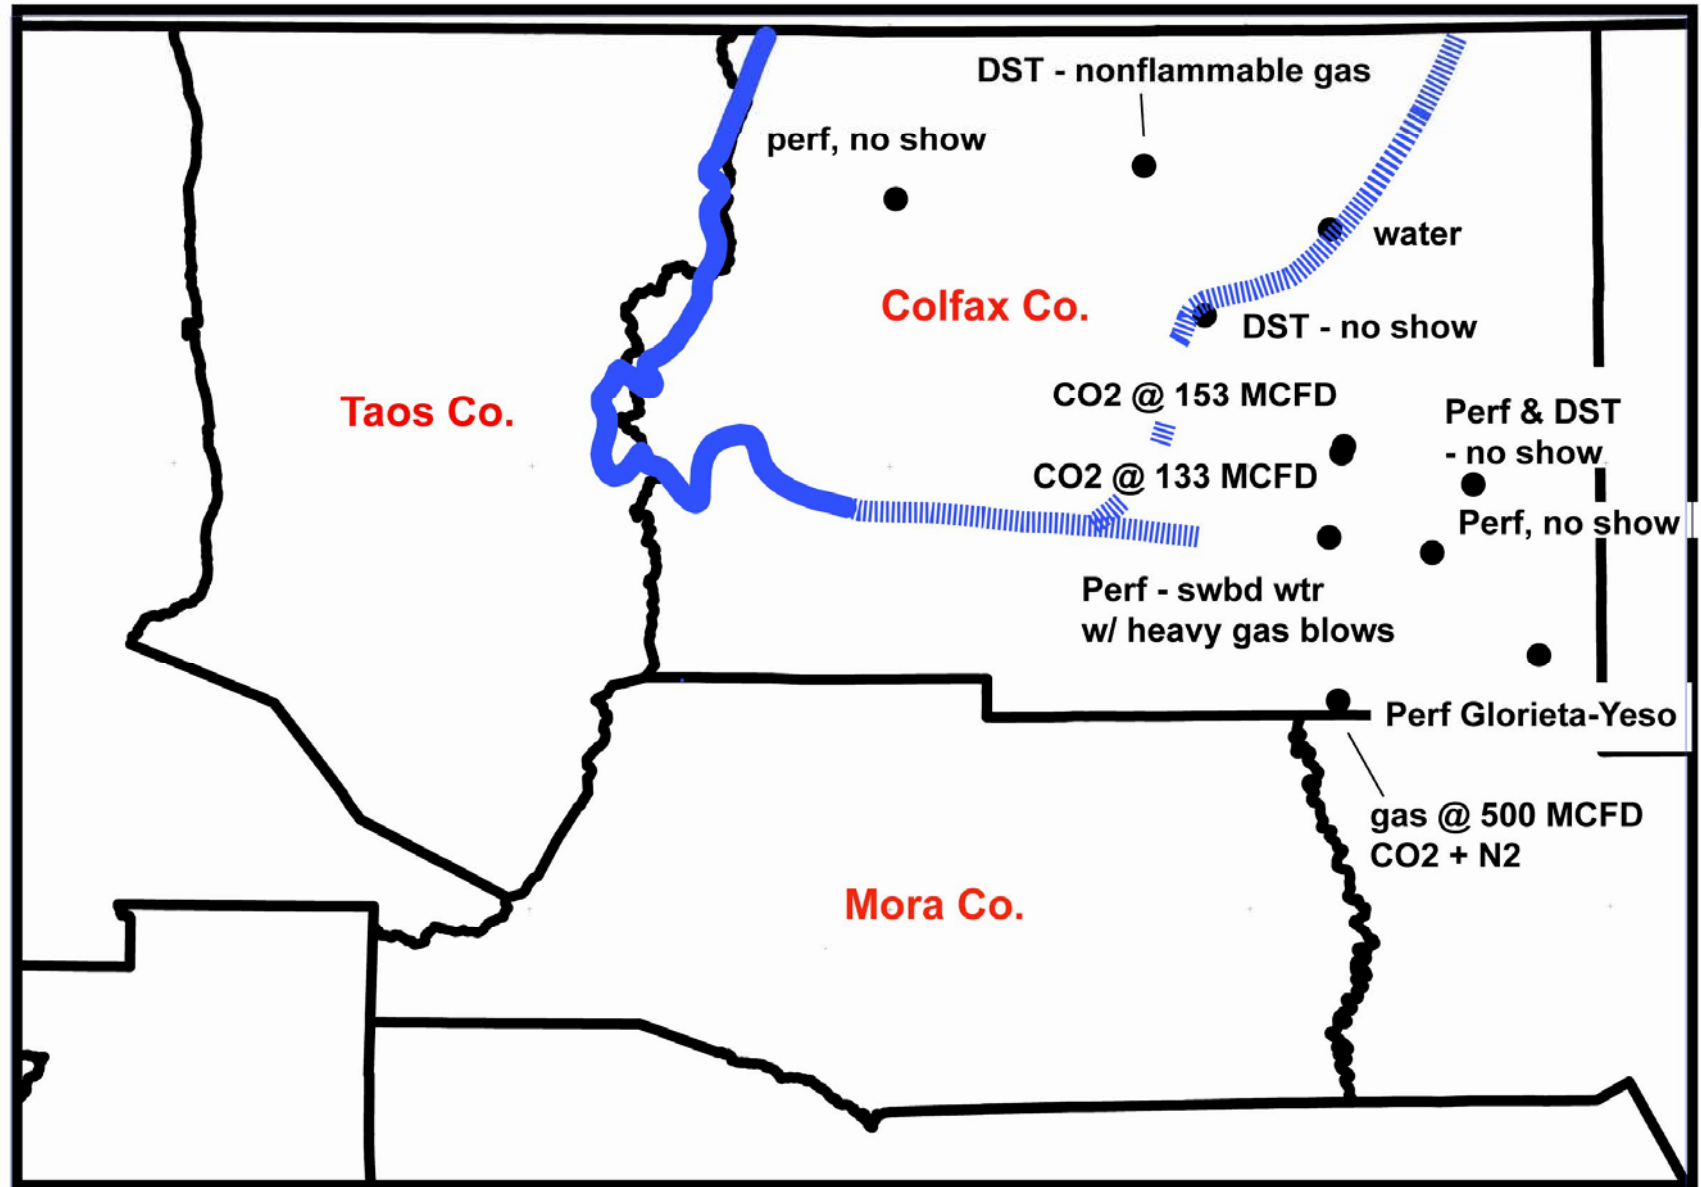 DST - nonflammable gas
perf, no show
water
Colfax Co.
DST - no show
CO2 @ 153 MCFD
Taos Co.
Perf & DST
- no show
CO2 @ 133 MCFD
Perf, no show
Perf - swbd wtr
w/ heavy gas blows
Perf Glorieta-Yeso
gas @ 500 MCFD
CO2 + N2
Mora Co.